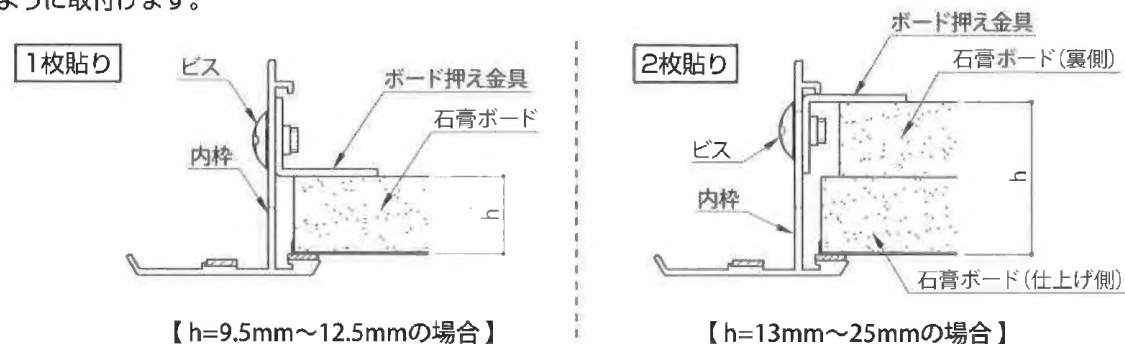 ように取付けます。
1枚貼り
ビス
ボード押え金具
石膏ボード
内枠
h
【h=9.5mm～12.5mmの場合】
2枚貼り
ボード押え金具
石膏ボード(裏側)
ビス
内枠
h
石膏ボード(仕上げ側)
【h=13mm～25mmの場合】